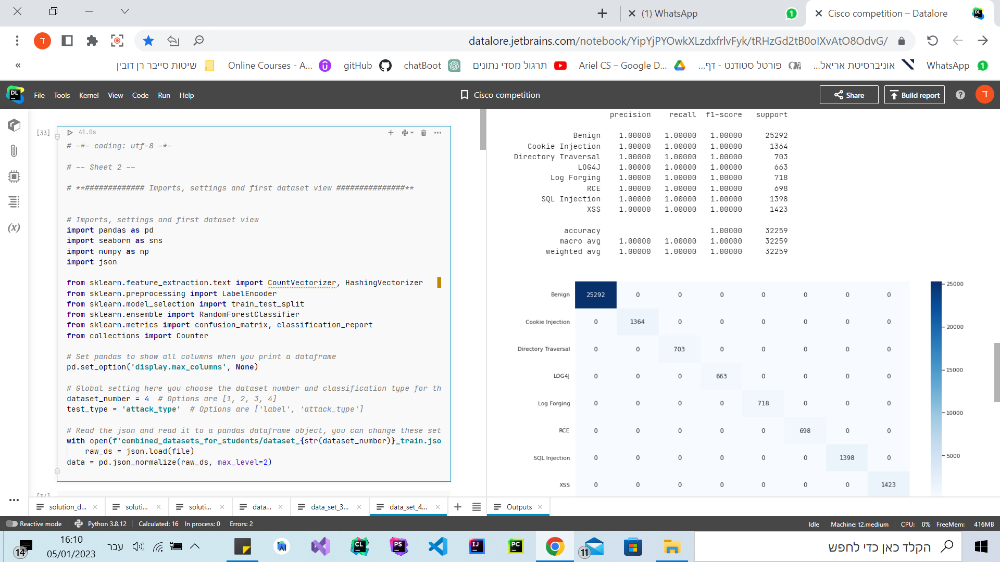 (1) WhatsApp
Cisco competition – Datalore
ד
datalore.jetbrains.com/notebook/YipYjPYOwkXLzdxfrlvFyk/tRHzGd2tB0oIXvAtO8OdvG/
«
שיטות סייבר רן דובין
Online Courses - A...
gitHub
chatBoot
תרגול מסדי נתונים
Ariel CS – Google D...
פורטל סטודנט - דף...
אוניברסיטת אריאל...
WhatsApp
DL
File Tools Kernel View Code Run Help
Cisco competition
Share
Build report
ד
[33]
41.0s
# -*- coding: utf-8 -*-
# -- Sheet 2 --
# **############# Imports, settings and first dataset view ###############**
# Imports, settings and first dataset view
import pandas as pd
import seaborn as sns
import numpy as np
import json
from sklearn.feature_extraction.text import CountVectorizer, HashingVectorizer
from sklearn.preprocessing import LabelEncoder
from sklearn.model_selection import train_test_split
from sklearn.ensemble import RandomForestClassifier
from sklearn.metrics import confusion_matrix, classification_report
from collections import Counter
# Set pandas to show all columns when you print a dataframe
pd.set_option('display.max_columns', None)
# Global setting here you choose the dataset number and classification type for th
dataset_number = 4 # Options are [1, 2, 3, 4]
test_type = 'attack_type' # Options are ['label', 'attack_type']
# Read the json and read it to a pandas dataframe object, you can change these set
with open(f'combined_datasets_for_students/dataset_{str(dataset_number)}_train.jso
raw_ds = json.load(file)
data = pd.json_normalize(raw_ds, max_level=2)
precision recall f1-score support
Benign 1.00000 1.00000 1.00000 25292
Cookie Injection 1.00000 1.00000 1.00000 1364
Directory Traversal 1.00000 1.00000 1.00000 703
LOG4J 1.00000 1.00000 1.00000 663
Log Forging 1.00000 1.00000 1.00000 718
RCE 1.00000 1.00000 1.00000 698
SQL Injection 1.00000 1.00000 1.00000 1398
XSS 1.00000 1.00000 1.00000 1423
accuracy 1.00000 32259
macro avg 1.00000 1.00000 1.00000 32259
weighted avg 1.00000 1.00000 1.00000 32259
Benign 25292 0 0 0 0 0 0 0
Cookie Injection 0 1364 0 0 0 0 0 0
Directory Traversal 0 0 703 0 0 0 0 0
LOG4J 0 0 0 663 0 0 0 0
Log Forging 0 0 0 0 718 0 0 0
RCE 0 0 0 0 0 698 0 0
SQL Injection 0 0 0 0 0 0 1398 0
XSS 0 0 0 0 0 0 0 1423
25000
20000
15000
10000
5000
solution_d... soluti... soluti... data... data_set_3... data_set_4... Outputs
Reactive mode Python 3.8.12 Calculated: 16 In process: 0 Errors: 2
Idle Machine: t2.medium CPU: 0% FreeMem: 416MB
14
16:10
05/01/2023
עבר
CL
PS
IJ
PC
11
הקלד כאן כדי לחפש